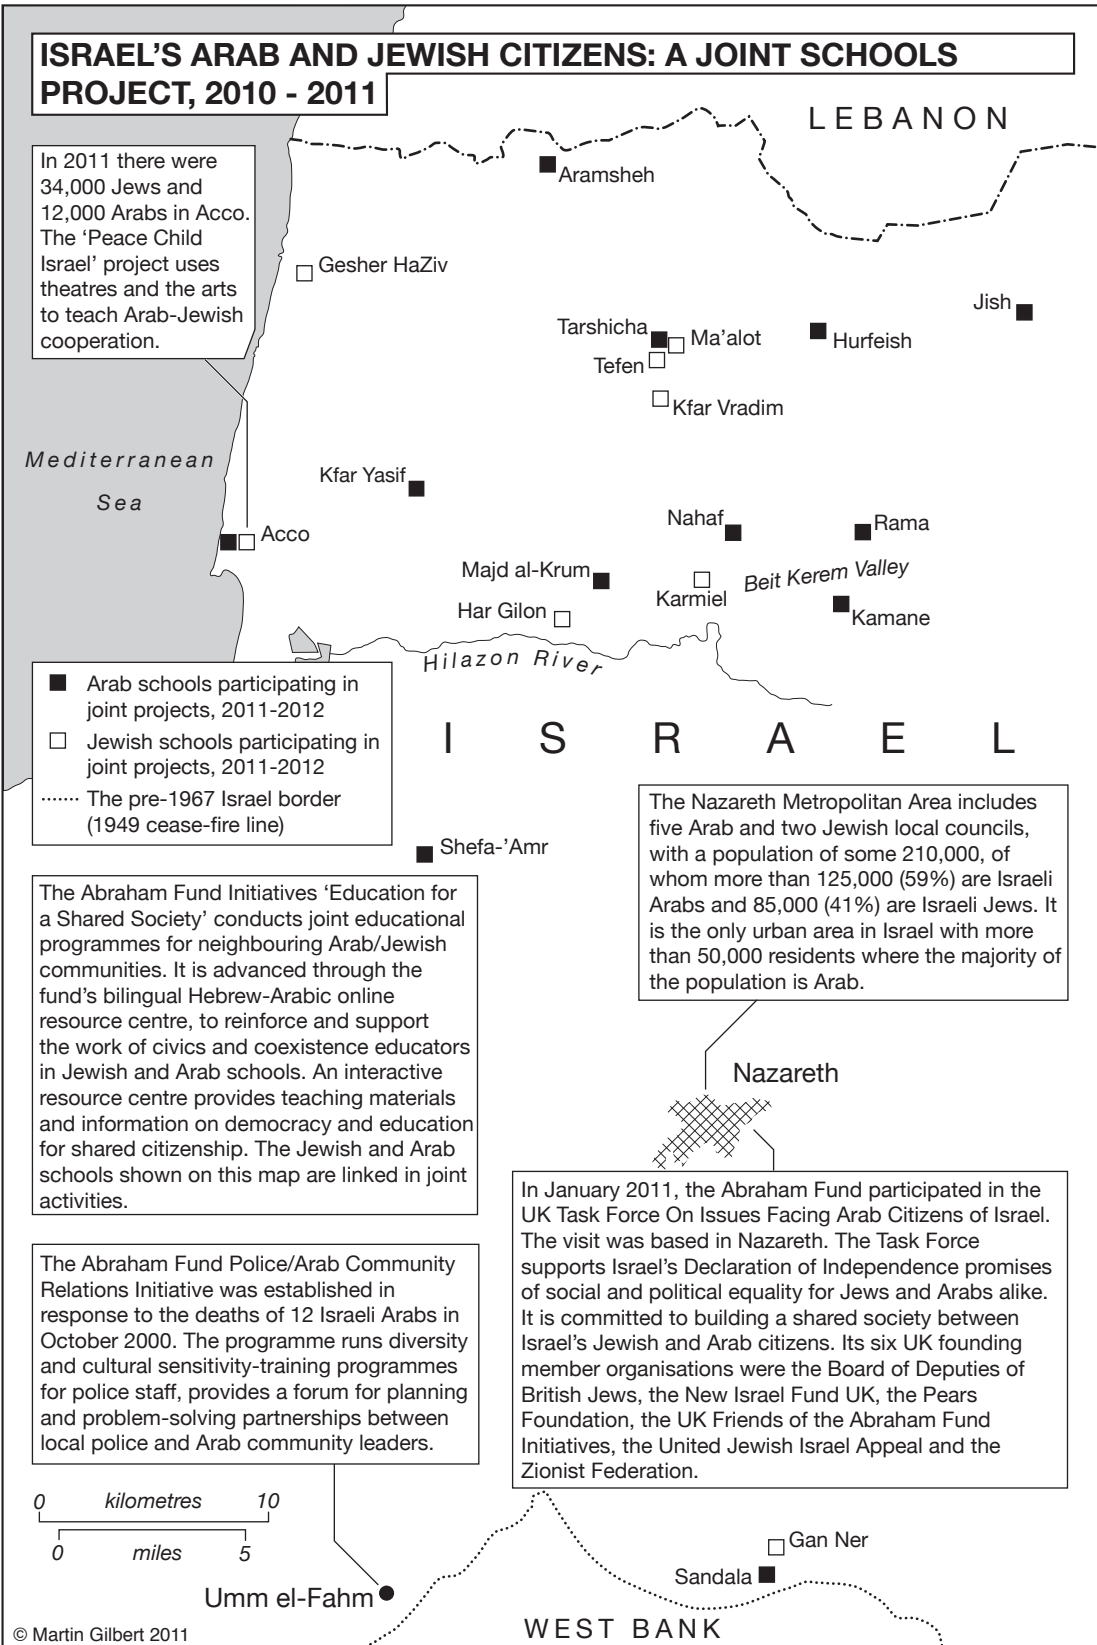 ISRAEL'S ARAB AND JEWISH CITIZENS: A JOINT SCHOOLS
PROJECT, 2010 - 2011
LEBANON
In 2011 there were
34,000 Jews and
12,000 Arabs in Acco.
The 'Peace Child
Israel' project uses
theatres and the arts
to teach Arab-Jewish
cooperation.
Aramsheh
Gesher HaZiv
Jish
Tarshicha
Ma'alot
Hurfeish
Tefen
Kfar Vradim
Mediterranean
Sea
Kfar Yasif
Nahaf
Rama
Acco
Majd al-Krum
Karmiel
Beit Kerem Valley
Har Gilon
Kamane
Hilazon River
Arab schools participating in
joint projects, 2011-2012
Jewish schools participating in
joint projects, 2011-2012
The pre-1967 Israel border
(1949 cease-fire line)
I S R A E L
The Nazareth Metropolitan Area includes
five Arab and two Jewish local councils,
with a population of some 210,000, of
whom more than 125,000 (59%) are Israeli
Arabs and 85,000 (41%) are Israeli Jews. It
is the only urban area in Israel with more
than 50,000 residents where the majority of
the population is Arab.
Shefa-'Amr
The Abraham Fund Initiatives 'Education for
a Shared Society' conducts joint educational
programmes for neighbouring Arab/Jewish
communities. It is advanced through the
fund's bilingual Hebrew-Arabic online
resource centre, to reinforce and support
the work of civics and coexistence educators
in Jewish and Arab schools. An interactive
resource centre provides teaching materials
and information on democracy and education
for shared citizenship. The Jewish and Arab
schools shown on this map are linked in joint
activities.
Nazareth
In January 2011, the Abraham Fund participated in the
UK Task Force On Issues Facing Arab Citizens of Israel.
The visit was based in Nazareth. The Task Force
supports Israel's Declaration of Independence promises
of social and political equality for Jews and Arabs alike.
It is committed to building a shared society between
Israel's Jewish and Arab citizens. Its six UK founding
member organisations were the Board of Deputies of
British Jews, the New Israel Fund UK, the Pears
Foundation, the UK Friends of the Abraham Fund
Initiatives, the United Jewish Israel Appeal and the
Zionist Federation.
The Abraham Fund Police/Arab Community
Relations Initiative was established in
response to the deaths of 12 Israeli Arabs in
October 2000. The programme runs diversity
and cultural sensitivity-training programmes
for police staff, provides a forum for planning
and problem-solving partnerships between
local police and Arab community leaders.
0 kilometres 10
0 miles 5
Gan Ner
Sandala
Umm el-Fahm
WEST BANK
© Martin Gilbert 2011